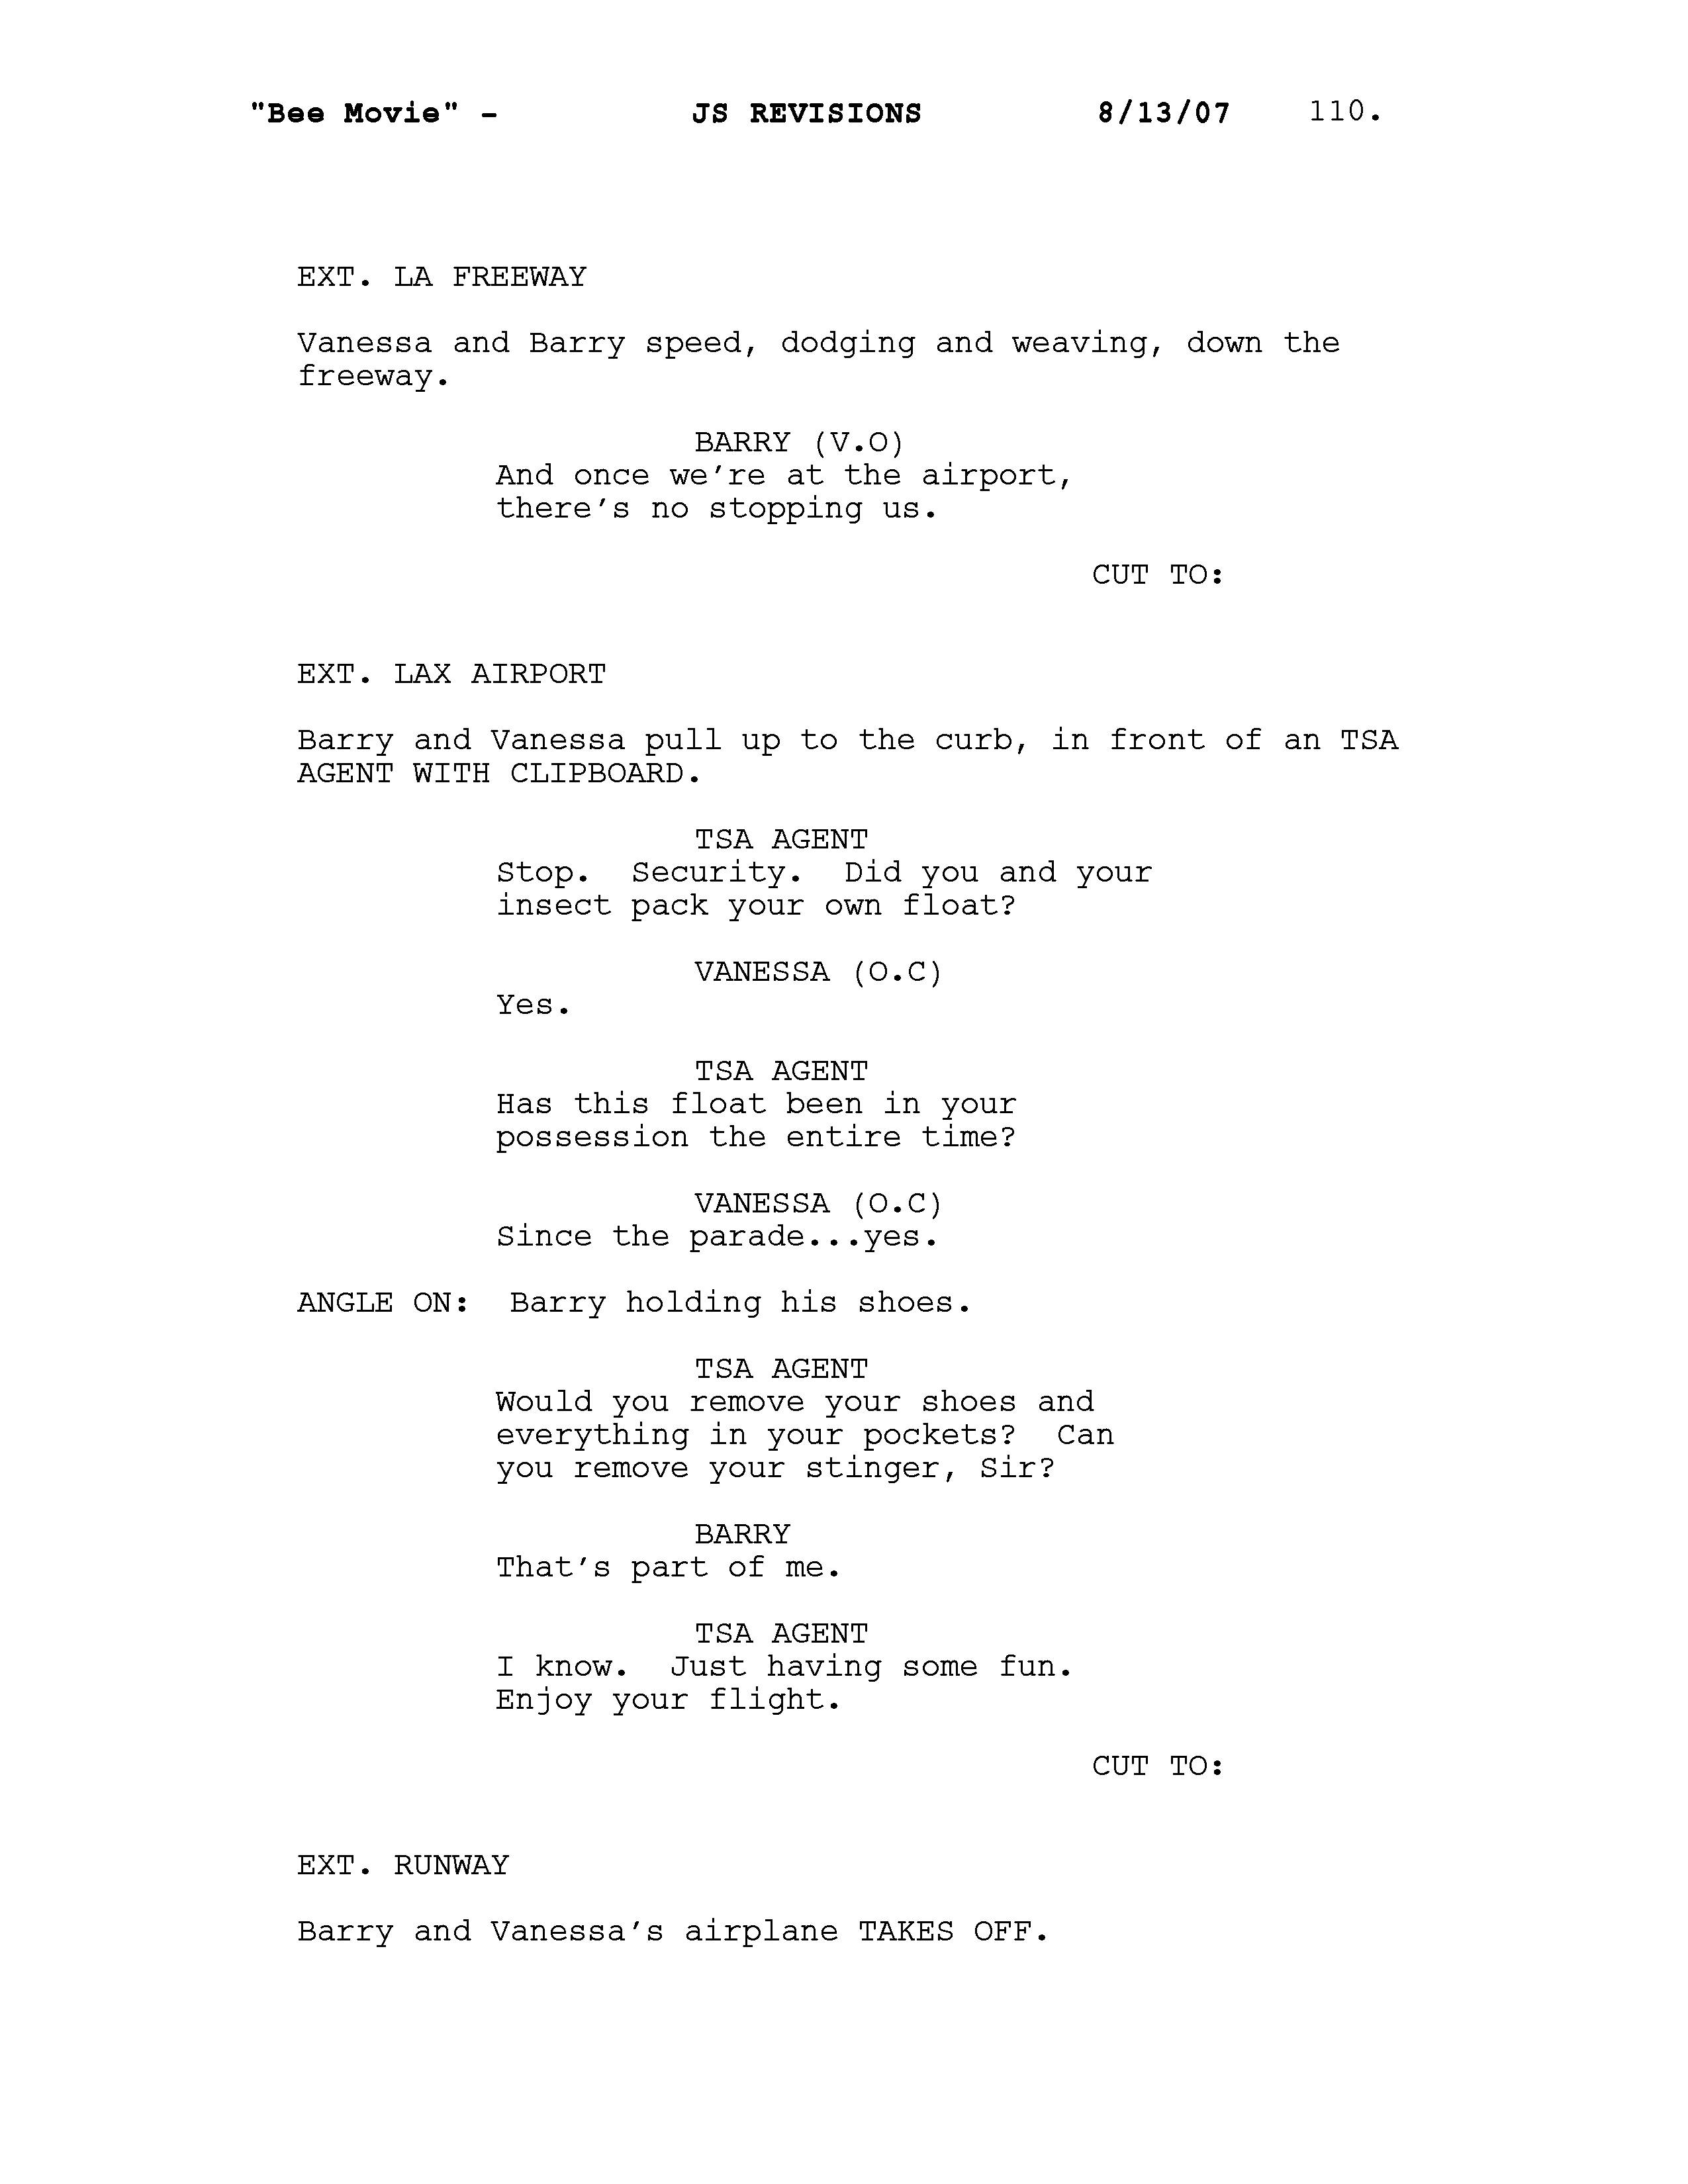 "Bee Movie" - JS REVISIONS 8/13/07 110.
EXT. LA FREEWAY
Vanessa and Barry speed, dodging and weaving, down the
freeway.
BARRY (V.O)
And once we're at the airport,
there's no stopping us.
CUT TO:
EXT. LAX AIRPORT
Barry and Vanessa pull up to the curb, in front of an TSA
AGENT WITH CLIPBOARD.
TSA AGENT
Stop.  Security.  Did you and your
insect pack your own float?
VANESSA (O.C)
Yes.
TSA AGENT
Has this float been in your
possession the entire time?
VANESSA (O.C)
Since the parade...yes.
ANGLE ON:  Barry holding his shoes.
TSA AGENT
Would you remove your shoes and
everything in your pockets?  Can
you remove your stinger, Sir?
BARRY
That's part of me.
TSA AGENT
I know.  Just having some fun.
Enjoy your flight.
CUT TO:
EXT. RUNWAY
Barry and Vanessa's airplane TAKES OFF.